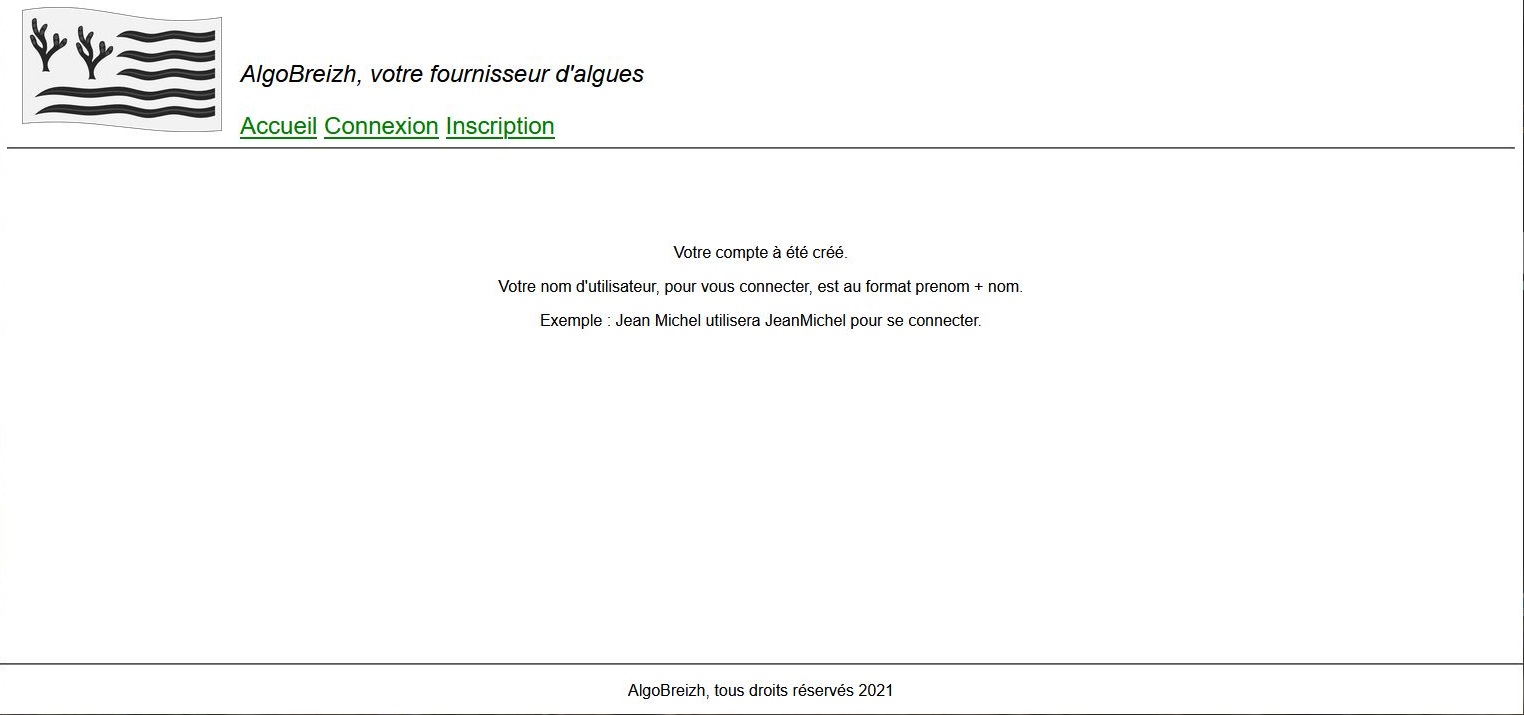 AlgoBreizh, votre fournisseur d'algues
Accueil Connexion Inscription
Votre compte à été créé.
Votre nom d'utilisateur, pour vous connecter, est au format prenom + nom.
Exemple : Jean Michel utilisera JeanMichel pour se connecter.
AlgoBreizh, tous droits réservés 2021